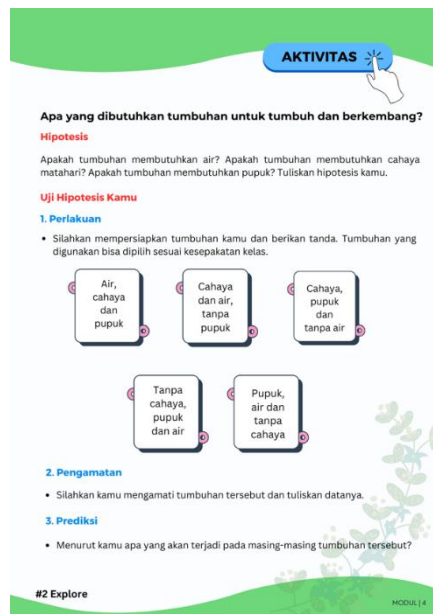 AKTIVITAS
Apa yang dibutuhkan tumbuhan untuk tumbuh dan berkembang?
Hipotesis
Apakah tumbuhan membutuhkan air? Apakah tumbuhan membutuhkan cahaya
matahari? Apakah tumbuhan membutuhkan pupuk? Tuliskan hipotesis kamu.
Uji Hipotesis Kamu
1. Perlakuan
• Silahkan mempersiapkan tumbuhan kamu dan berikan tanda. Tumbuhan yang
digunakan bisa dipilih sesuai kesepakatan kelas.
Air,
cahaya
dan
pupuk
Cahaya
dan air,
tanpa
pupuk
Cahaya,
pupuk
dan
tanpa air
Tanpa
cahaya,
pupuk
dan air
Pupuk,
air dan
tanpa
cahaya
2. Pengamatan
• Silahkan kamu mengamati tumbuhan tersebut dan tuliskan datanya.
3. Prediksi
• Menurut kamu apa yang akan terjadi pada masing-masing tumbuhan tersebut?
#2 Explore
MODUL | 4